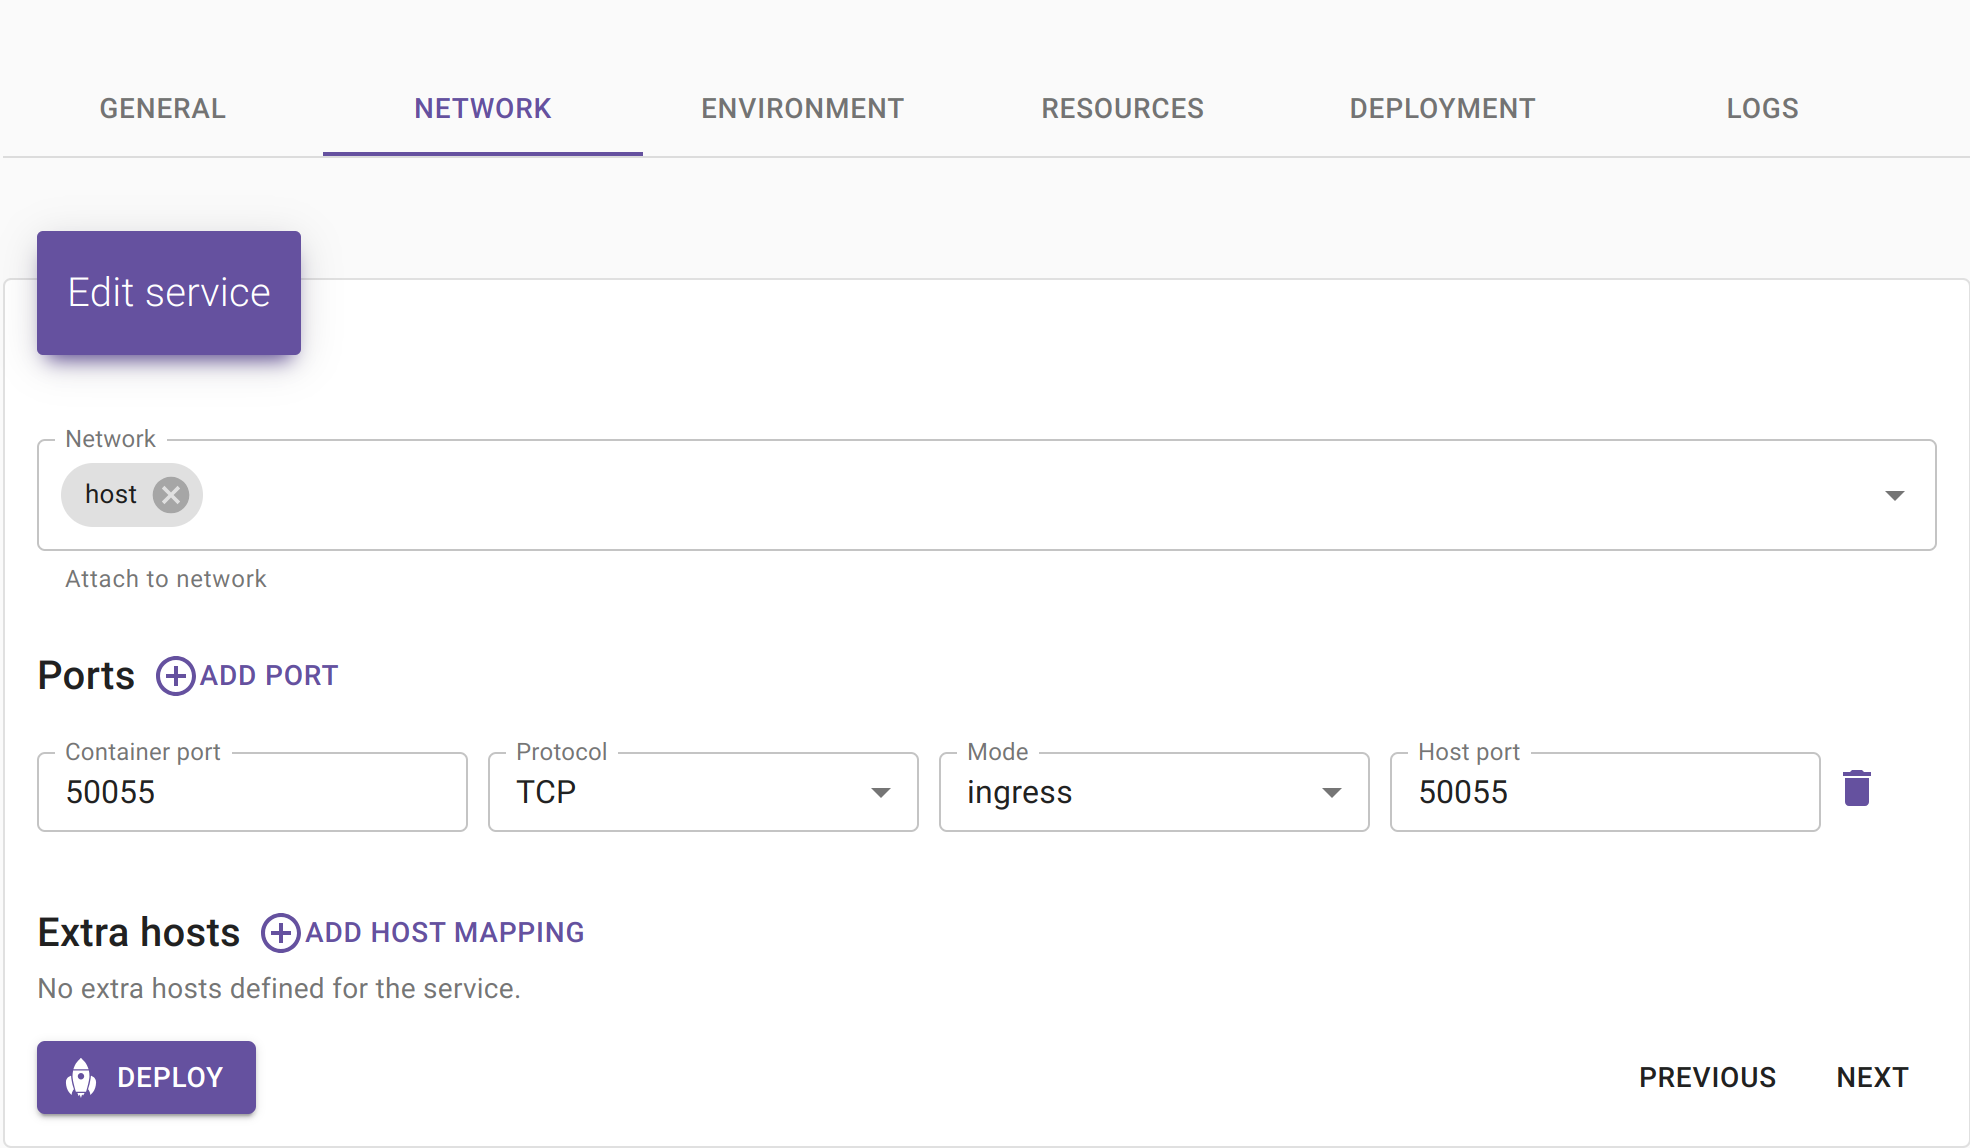 GENERAL NETWORK ENVIRONMENT RESOURCES DEPLOYMENT LOGS
Edit service
Network
host
Attach to network
Ports ADD PORT
Container port Protocol Mode Host port
50055 TCP ingress 50055
Extra hosts ADD HOST MAPPING
No extra hosts defined for the service.
DEPLOY PREVIOUS NEXT